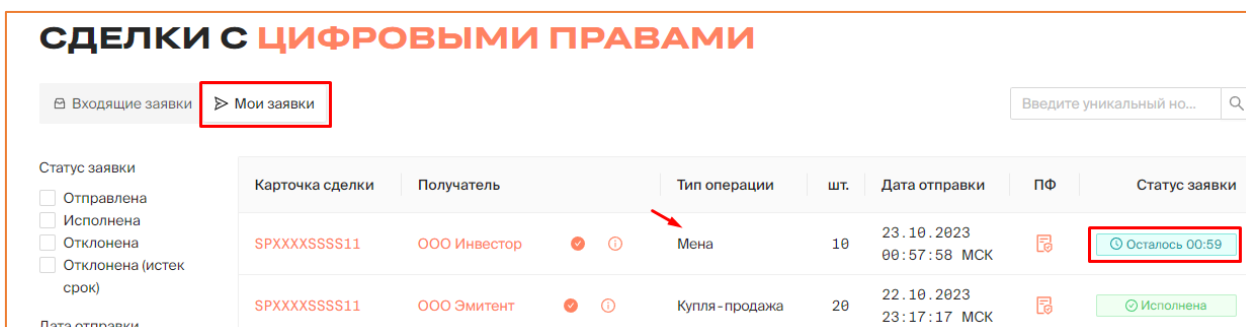 СДЕЛКИ С ЦИФРОВЫМИ ПРАВАМИ
Входящие заявки Мои заявки Введите уникальный но...
Статус заявки
Отправлена
Исполнена
Отклонена
Отклонена (истек
срок)
Дата отправки
Карточка сделки Получатель Тип операции шт. Дата отправки ПФ Статус заявки
SPXXXXSSSS11 ООО Инвестор Мена 10 23.10.2023
00:57:58 МСК Осталось 00:59
SPXXXXSSSS11 ООО Эмитент Купля-продажа 20 22.10.2023
23:17:17 МСК Исполнена